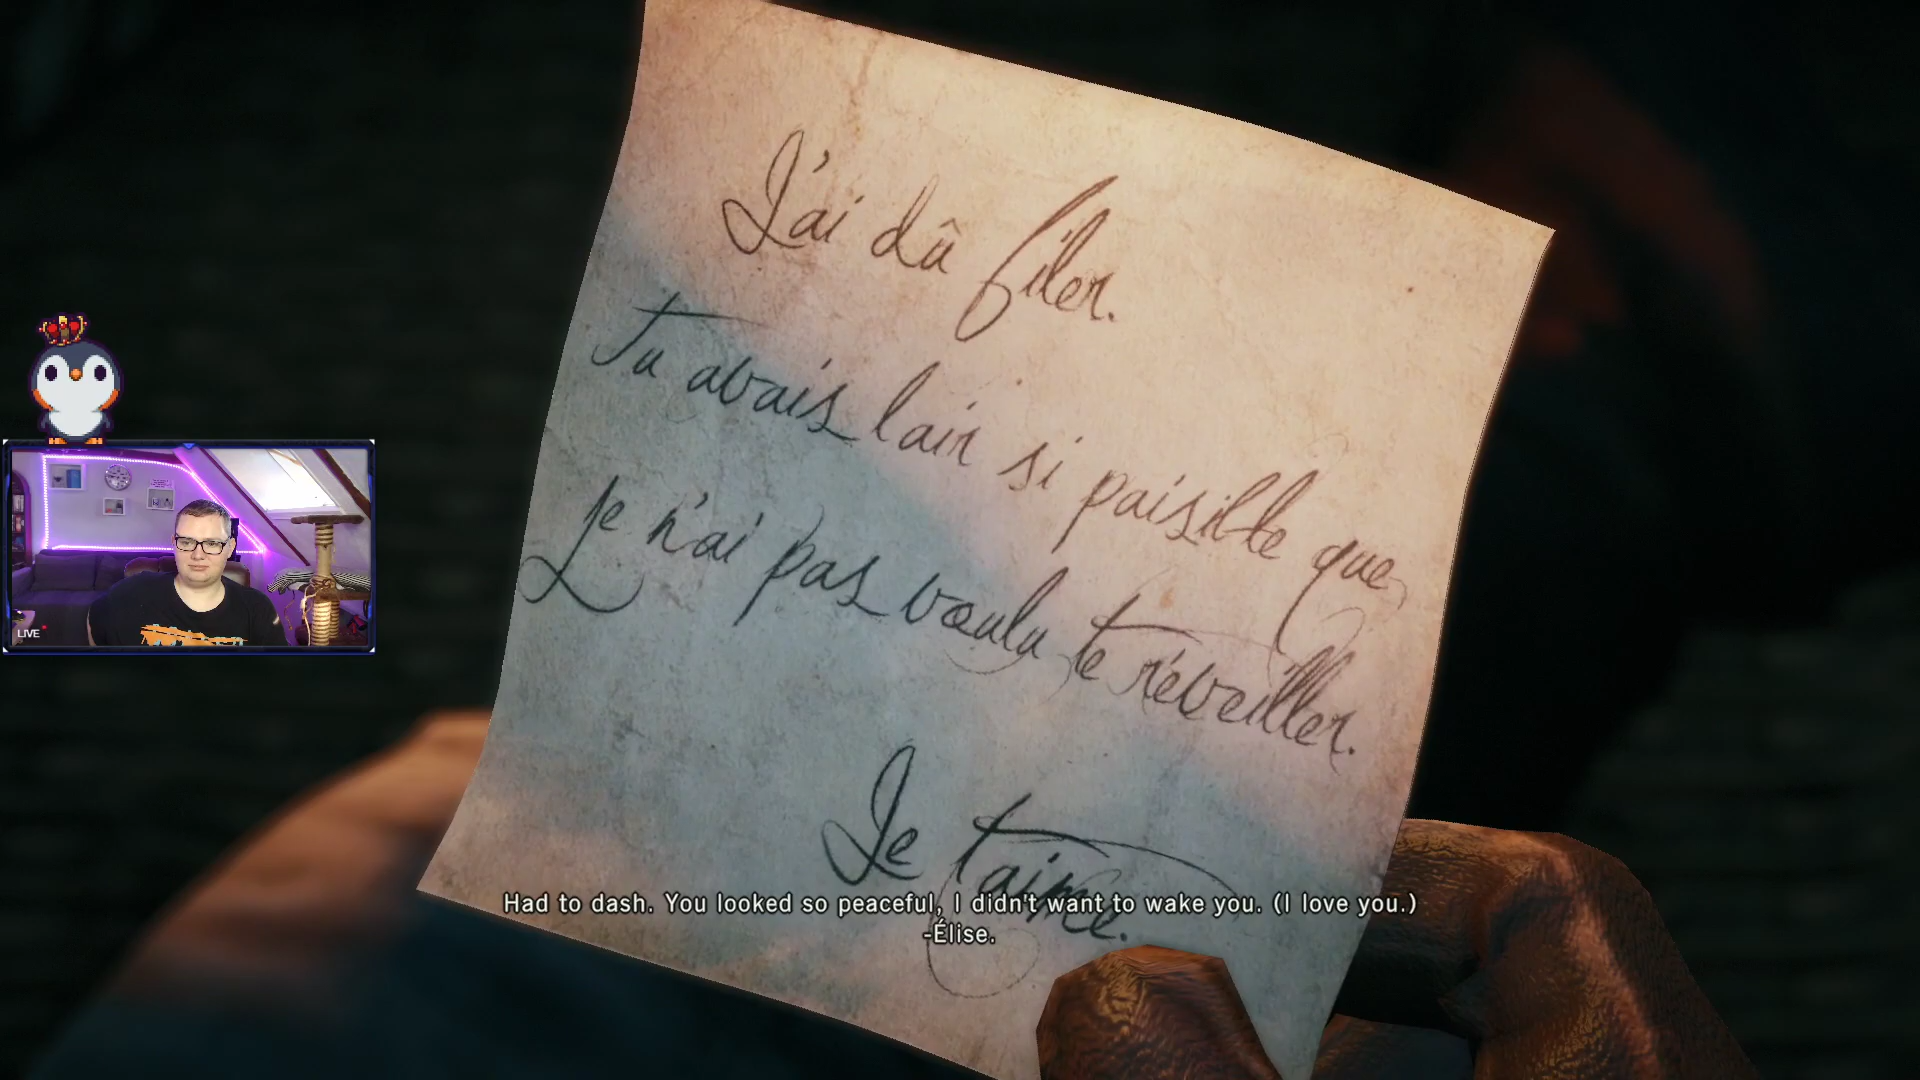 J'ai dû filer.
Tu avais l'air si paisible que
je n'ai pas voulu te réveiller.
Je t'aime.
Had to dash. You looked so peaceful, I didn't want to wake you. (I love you.)
-Élise.
LIVE